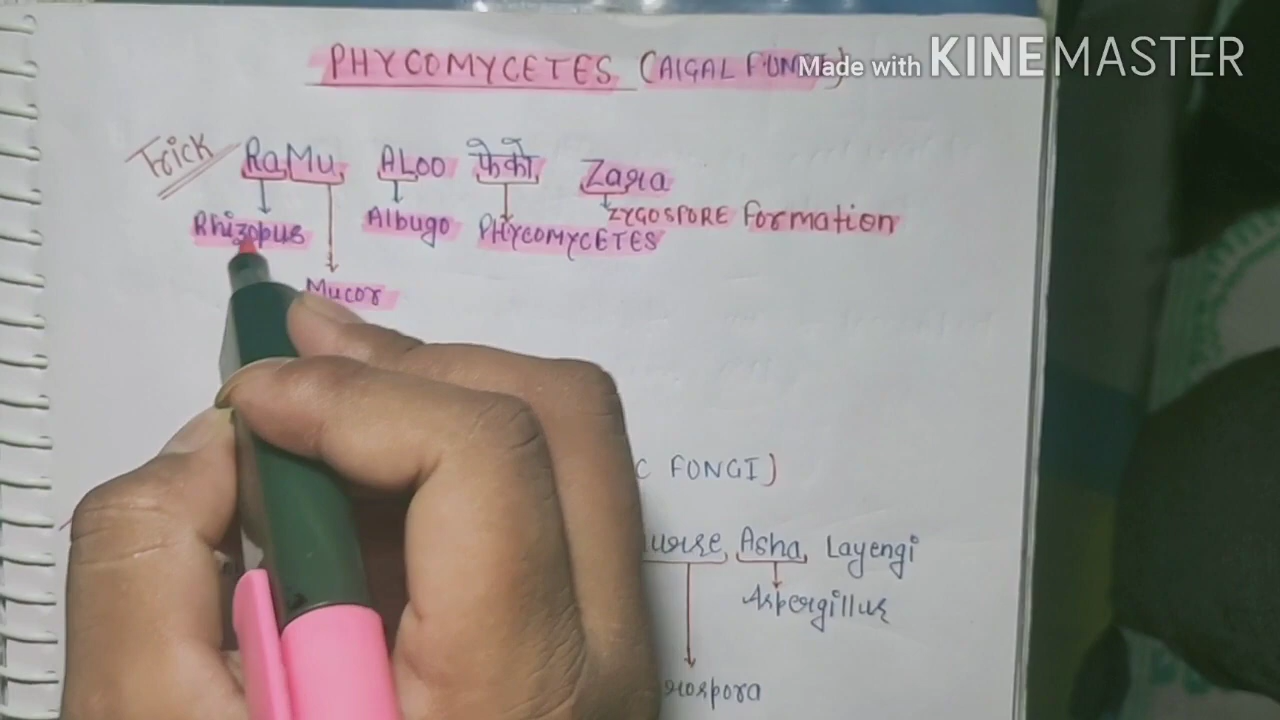 PHYCOMYCETES (AlGAL FUNGI)
Made with KINEMASTER
Trick RaMu ALOO फेको Zara
Rhizopus Albugo PHYCOMYCETES ZYGOSPORE formation
Mucor
C FONGI)
Asha Layengi
Aspergillus